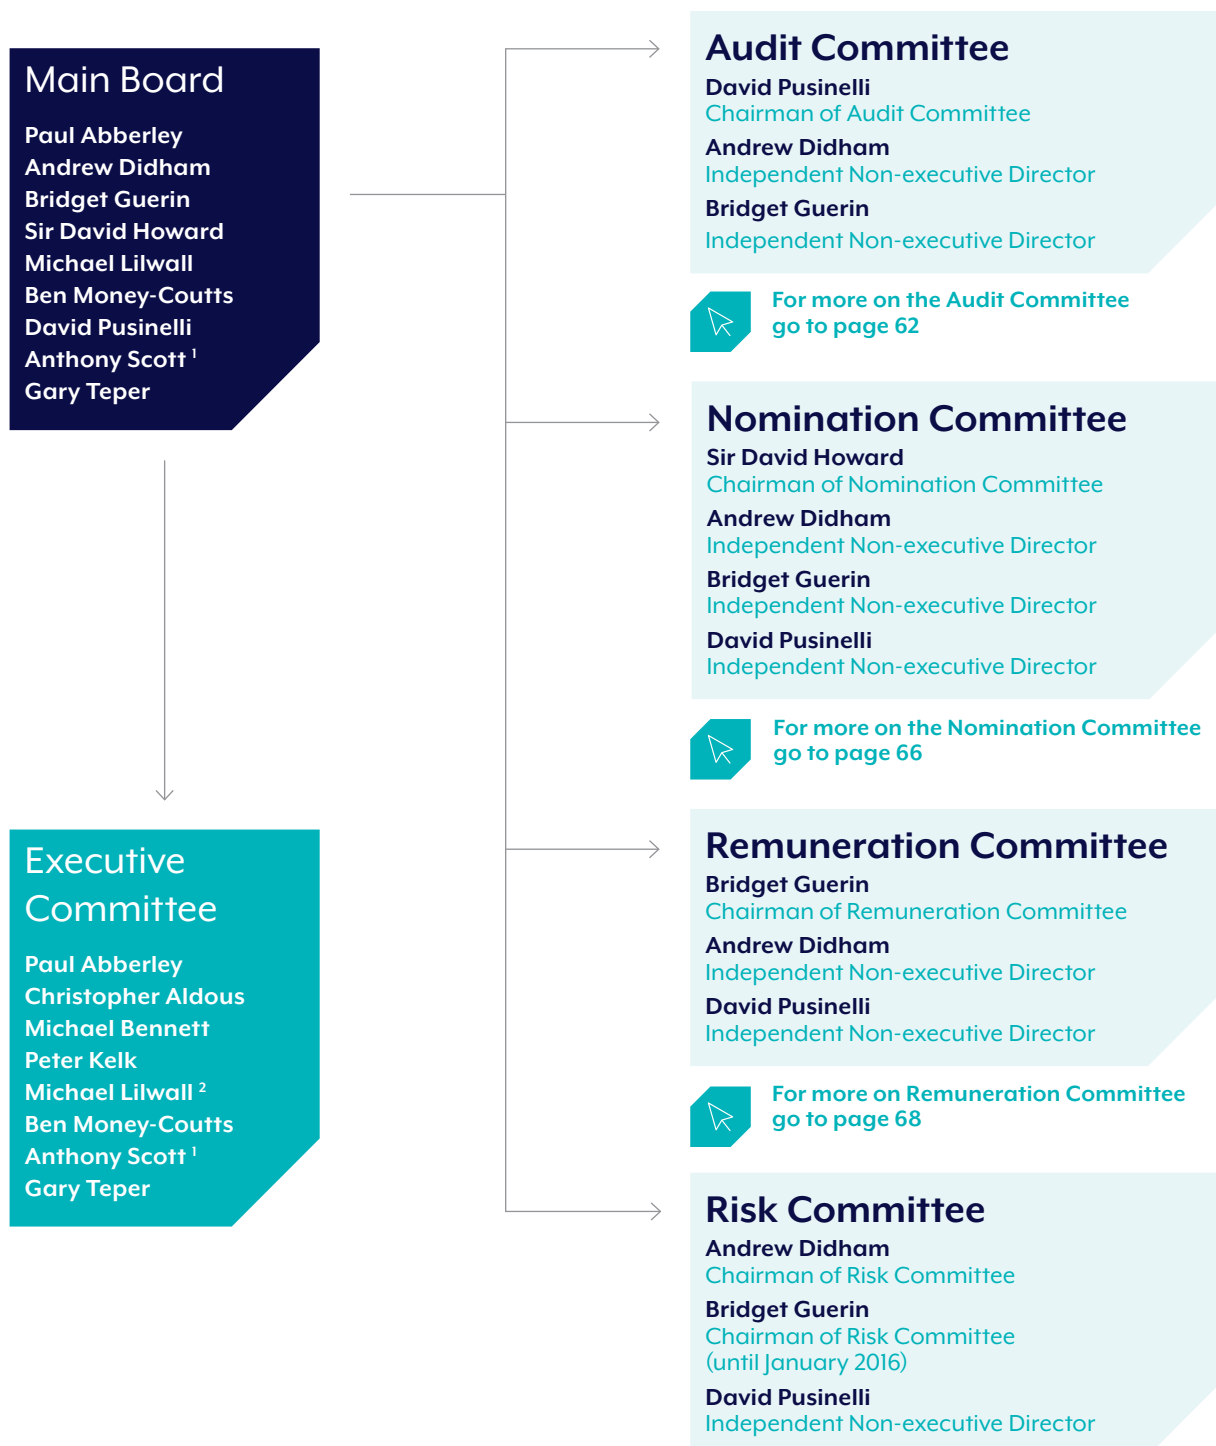 Main Board
Paul Abberley
Andrew Didham
Bridget Guerin
Sir David Howard
Michael Lilwall
Ben Money-Coutts
David Pusinelli
Anthony Scott 1
Gary Teper
Executive
Committee
Paul Abberley
Christopher Aldous
Michael Bennett
Peter Kelk
Michael Lilwall 2
Ben Money-Coutts
Anthony Scott 1
Gary Teper
Audit Committee
David Pusinelli
Chairman of Audit Committee
Andrew Didham
Independent Non-executive Director
Bridget Guerin
Independent Non-executive Director
For more on the Audit Committee
go to page 62
Nomination Committee
Sir David Howard
Chairman of Nomination Committee
Andrew Didham
Independent Non-executive Director
Bridget Guerin
Independent Non-executive Director
David Pusinelli
Independent Non-executive Director
For more on the Nomination Committee
go to page 66
Remuneration Committee
Bridget Guerin
Chairman of Remuneration Committee
Andrew Didham
Independent Non-executive Director
David Pusinelli
Independent Non-executive Director
For more on Remuneration Committee
go to page 68
Risk Committee
Andrew Didham
Chairman of Risk Committee
Bridget Guerin
Chairman of Risk Committee
(until January 2016)
David Pusinelli
Independent Non-executive Director